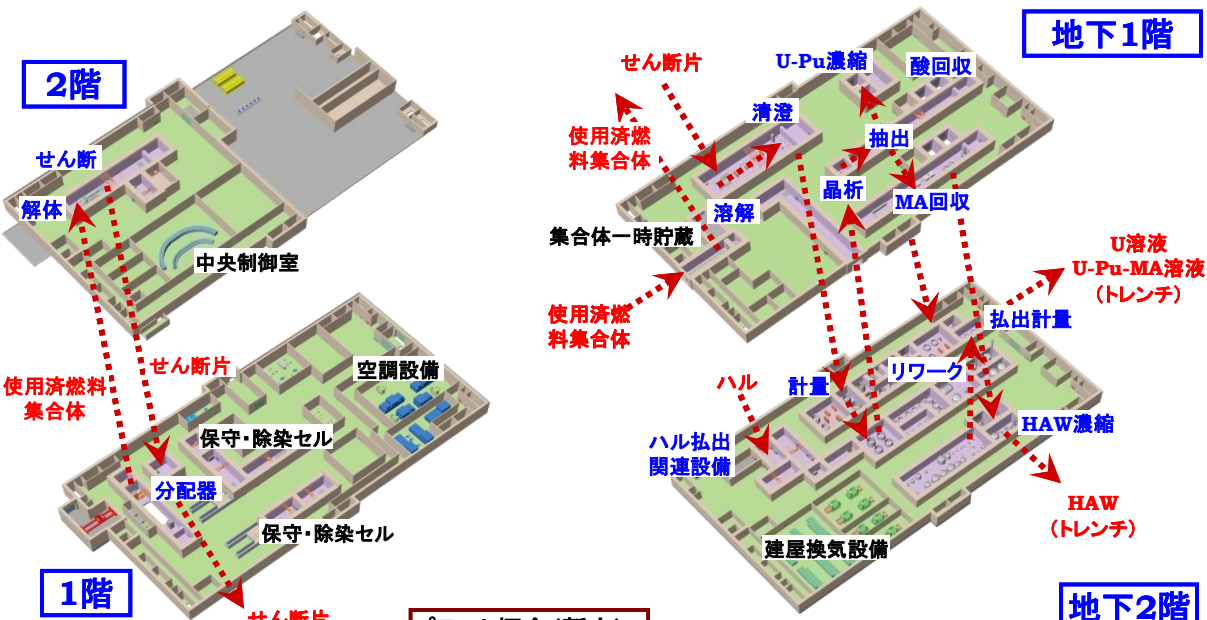 2階
せん断
解体
中央制御室
使用済燃料
集合体
せん断片
空調設備
保守・除染セル
分配器
保守・除染セル
1階
せん断片
地下1階
せん断片
U-Pu濃縮
酸回収
清澄
使用済燃
料集合体
抽出
晶析
MA回収
溶解
集合体一時貯蔵
使用済燃
料集合体
U溶液
U-Pu-MA溶液
(トレンチ)
払出計量
リワーク
計量
ハル
ハル払出
関連設備
HAW濃縮
HAW
(トレンチ)
建屋換気設備
地下2階